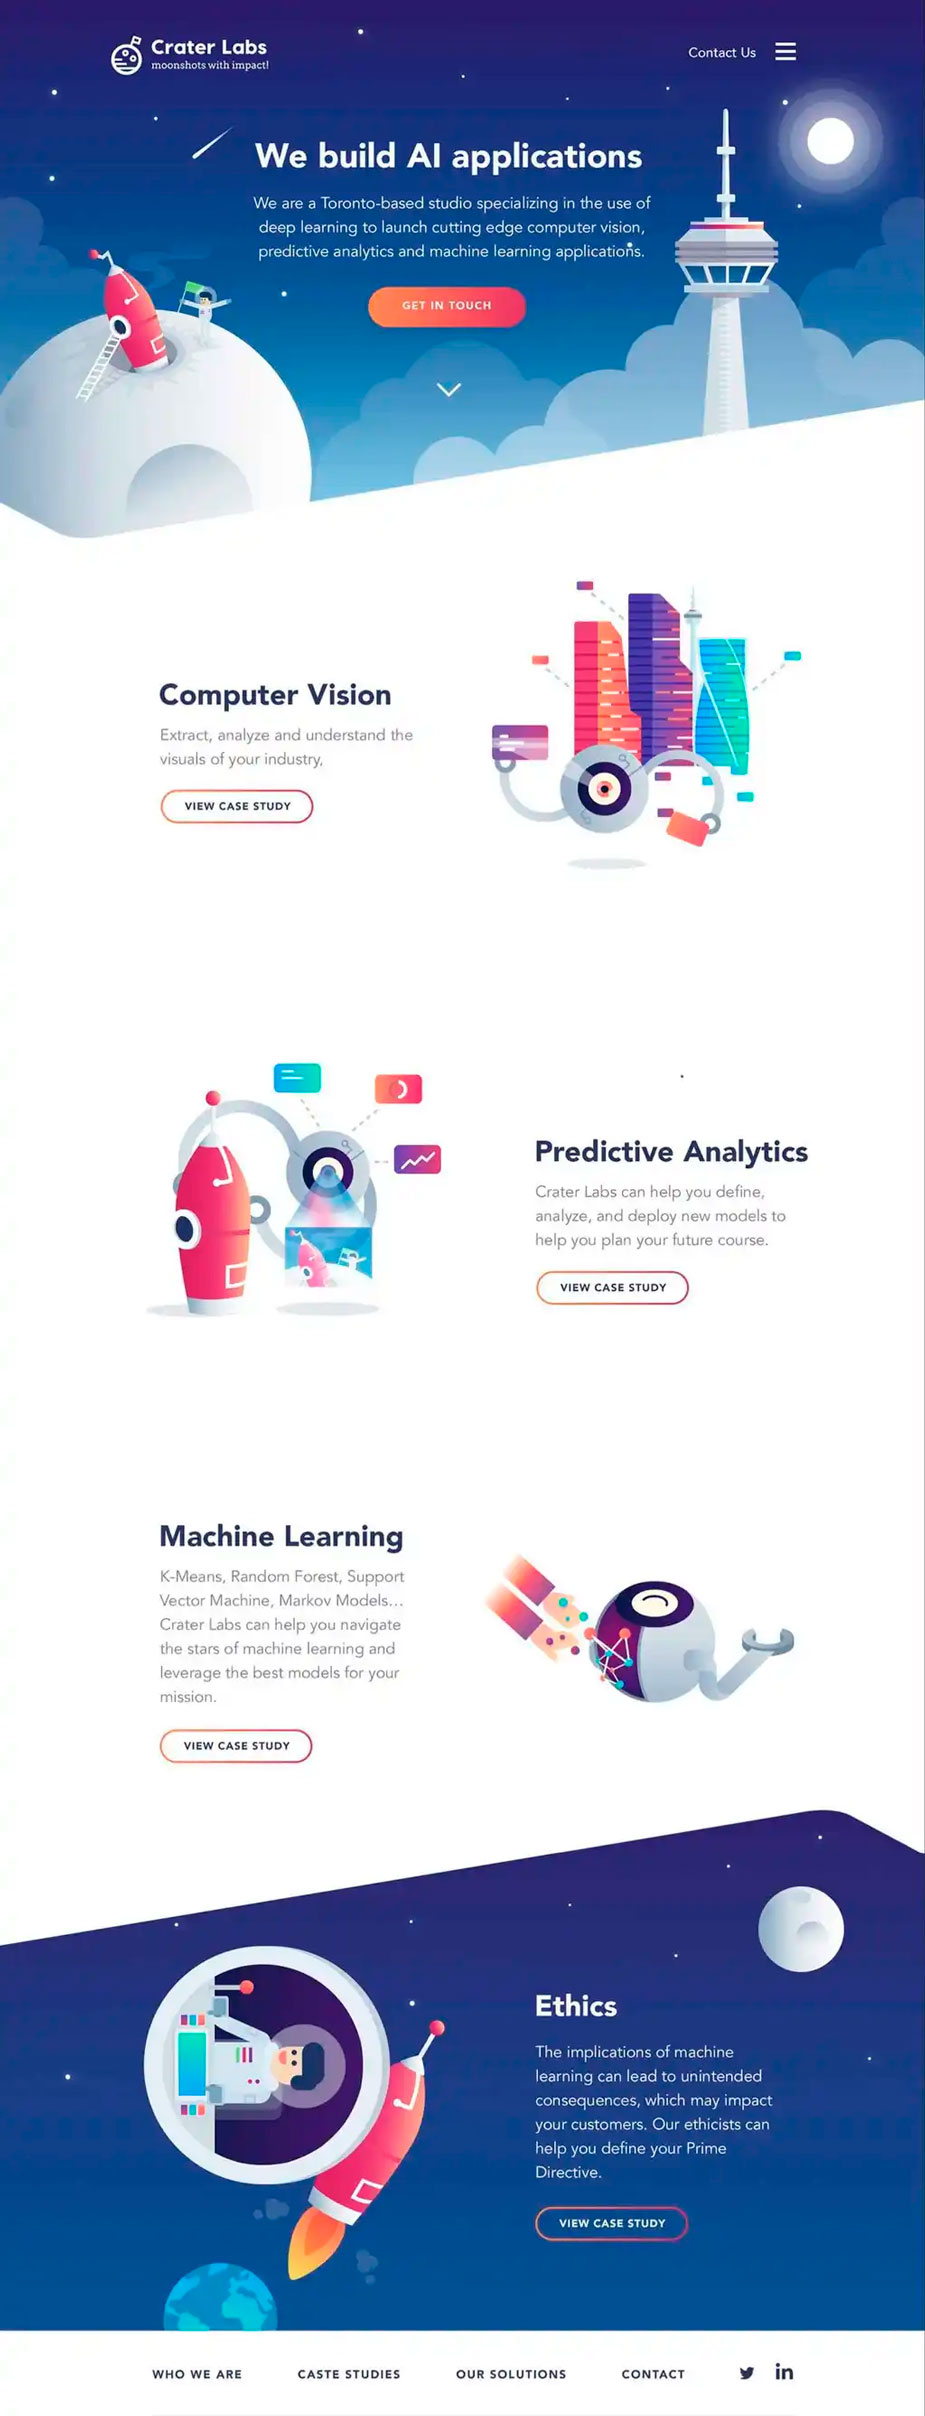 Crater Labs
moonshots with impact!
Contact Us
We build AI applications
We are a Toronto-based studio specializing in the use of
deep learning to launch cutting edge computer vision,
predictive analytics and machine learning applications.
GET IN TOUCH
Computer Vision
Extract, analyze and understand the
visuals of your industry,
VIEW CASE STUDY
Predictive Analytics
Crater Labs can help you define,
analyze, and deploy new models to
help you plan your future course.
VIEW CASE STUDY
Machine Learning
K-Means, Random Forest, Support
Vector Machine, Markov Models...
Crater Labs can help you navigate
the stars of machine learning and
leverage the best models for your
mission.
VIEW CASE STUDY
Ethics
The implications of machine
learning can lead to unintended
consequences, which may impact
your customers. Our ethicists can
help you define your Prime
Directive.
VIEW CASE STUDY
WHO WE ARE
CASTE STUDIES
OUR SOLUTIONS
CONTACT
in